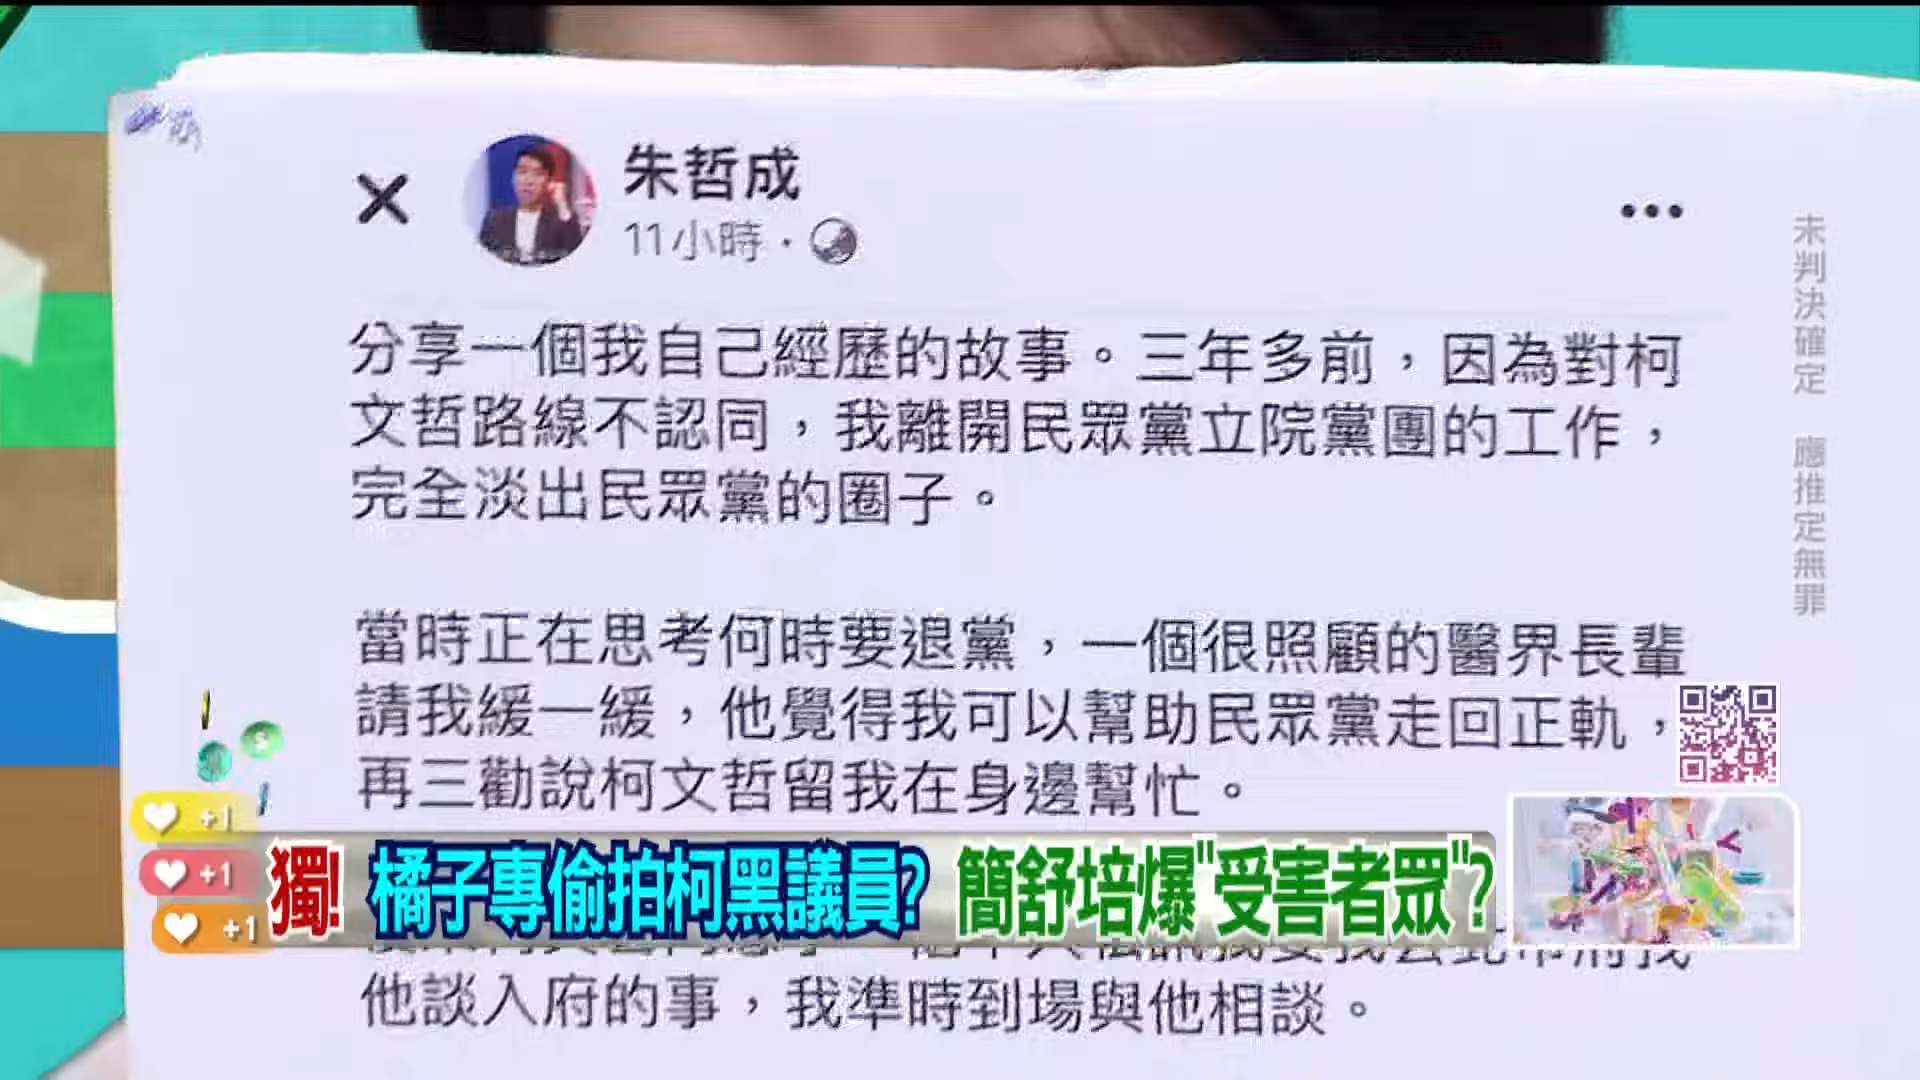 朱哲成
11小時·
分享一個我自己經歷的故事。三年多前，因為對柯
文哲路線不認同，我離開民眾黨立院黨團的工作，
完全淡出民眾黨的圈子。
當時正在思考何時要退黨，一個很照顧的醫界長輩
請我緩一緩，他覺得我可以幫助民眾黨走回正軌，
再三勸說柯文哲留我在身邊幫忙。
他談入府的事，我準時到場與他相談。
未判決確定 應推定無罪
+1
+1
+1
獨! 橘子專偷拍柯黑議員? 簡舒培爆"受害者眾"?